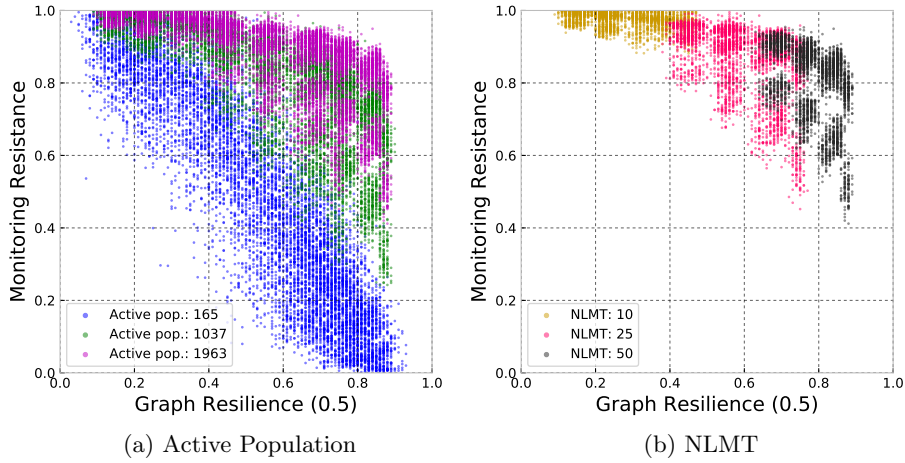 1.0
0.8
0.6
0.4
0.2
0.0
Monitoring Resistance
Active pop.: 165
Active pop.: 1037
Active pop.: 1963
0.0 0.2 0.4 0.6 0.8 1.0
Graph Resilience (0.5)
(a) Active Population
1.0
0.8
0.6
0.4
0.2
0.0
Monitoring Resistance
NLMT: 10
NLMT: 25
NLMT: 50
0.0 0.2 0.4 0.6 0.8 1.0
Graph Resilience (0.5)
(b) NLMT